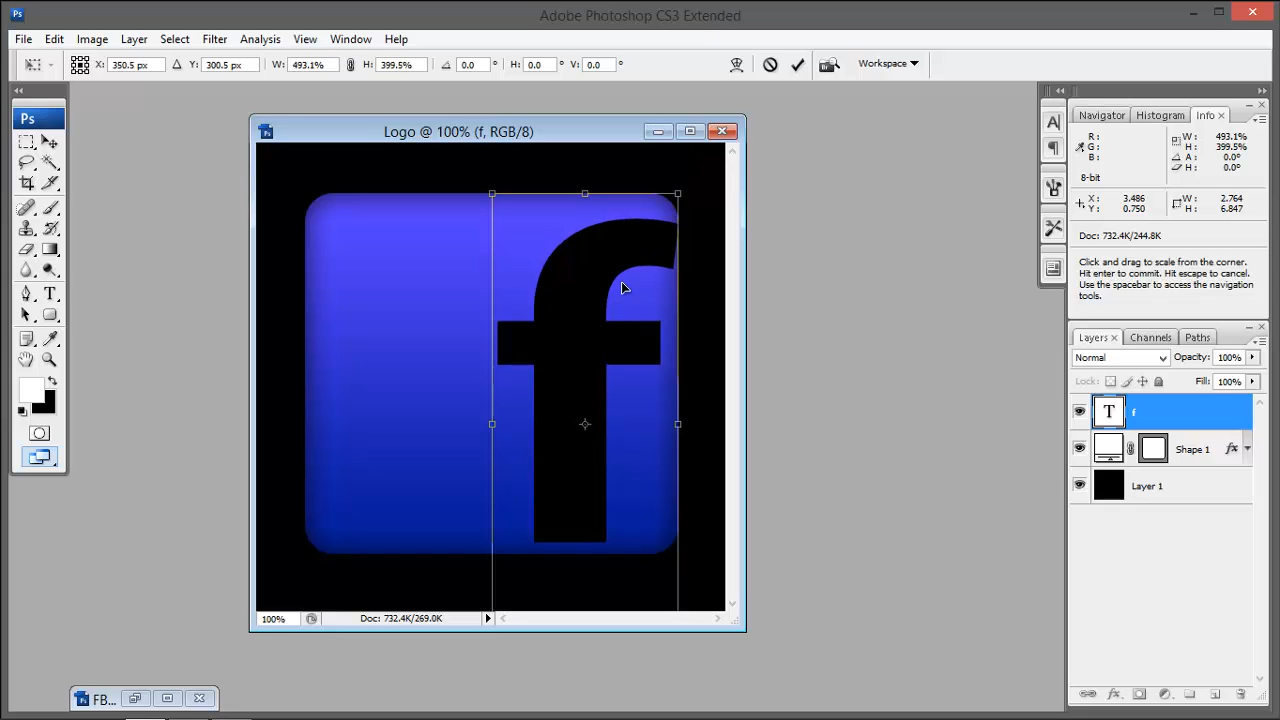 Ps
Adobe Photoshop CS3 Extended
File Edit Image Layer Select Filter Analysis View Window Help
X: 350.5 px Y: 300.5 px W: 493.1% H: 399.5% 0.0 ° H: 0.0 ° V: 0.0 ° Workspace
Ps
Logo @ 100% (f, RGB/8)
f
100% Doc: 732.4K/269.0K
FB...
Navigator Histogram Info
R: W: 493.1%
G: H: 399.5%
B: A: 0.0°
H: 0.0°
8-bit
X: 3.486 W: 2.764
Y: 0.750 H: 6.847
Doc: 732.4K/244.8K
Click and drag to scale from the corner.
Hit enter to commit. Hit escape to cancel.
Use the spacebar to access the navigation
tools.
Layers Channels Paths
Normal Opacity: 100%
Lock: Fill: 100%
T f
Shape 1 fx
Layer 1
fx